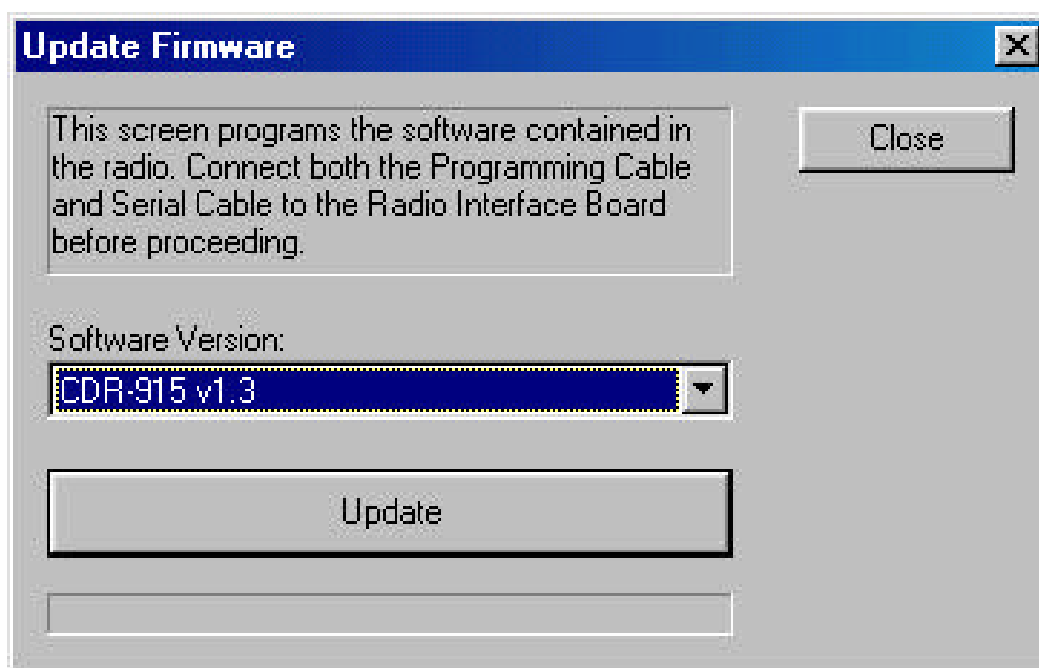 Update Firmware
This screen programs the software contained in
the radio. Connect both the Programming Cable
and Serial Cable to the Radio Interface Board
before proceeding.
Close
Software Version:
CDR-915 v1.3
Update